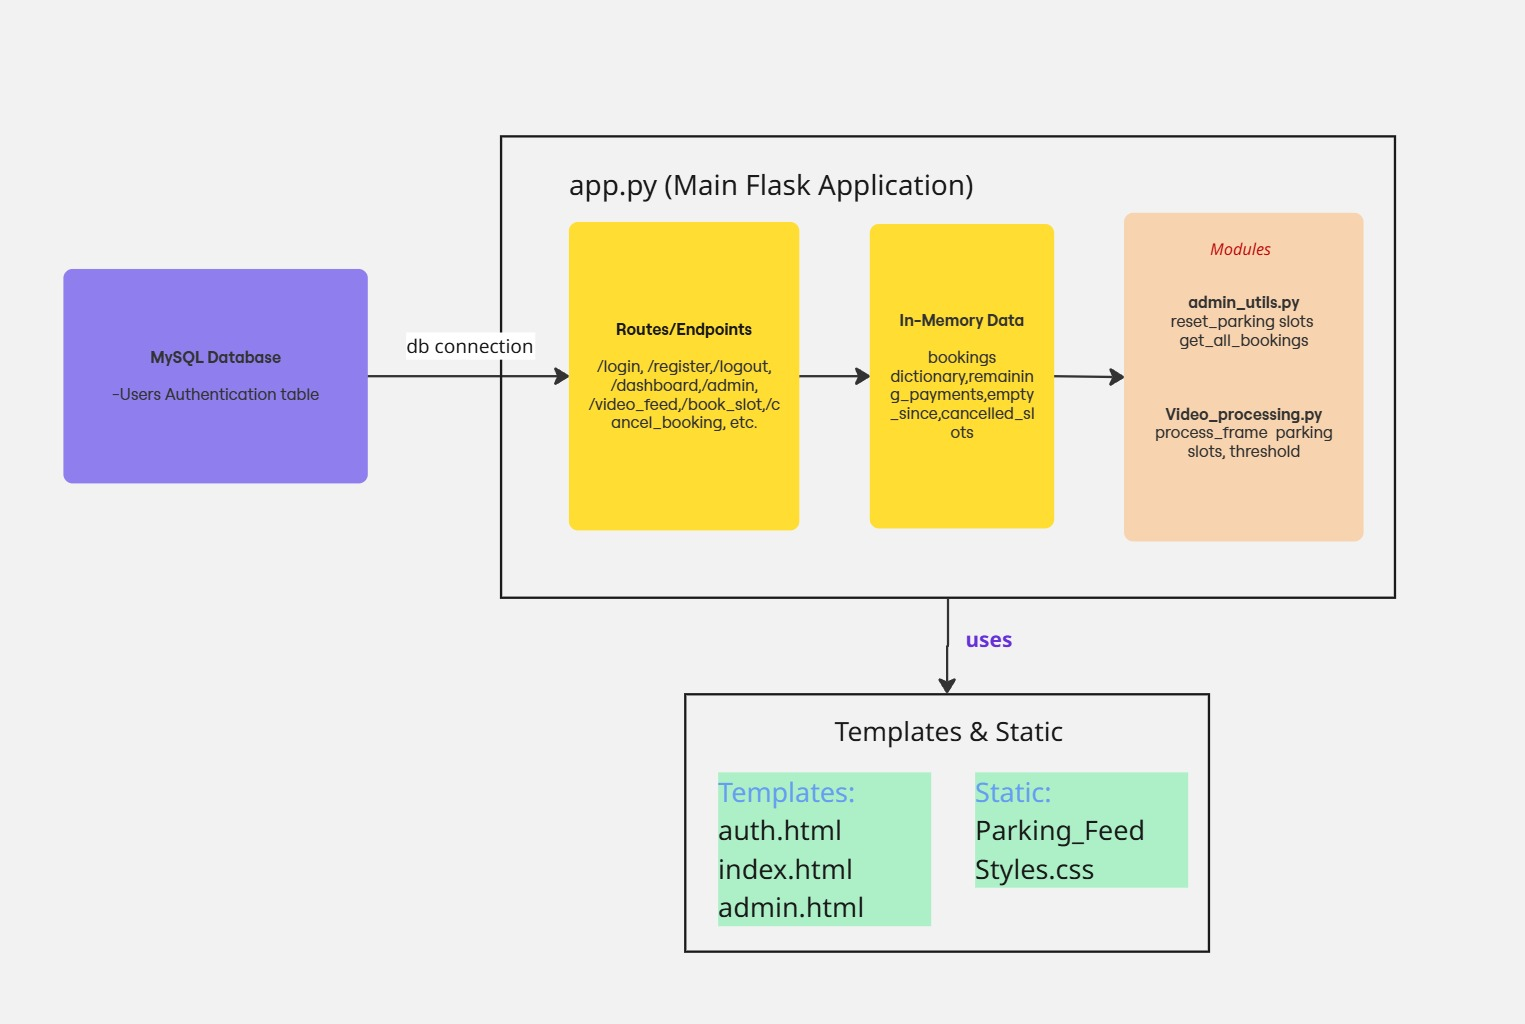 app.py (Main Flask Application)
MySQL Database
-Users Authentication table
db connection
Routes/Endpoints
/login, /register,/logout,
/dashboard,/admin,
/video_feed,/book_slot,/c
ancel_booking, etc.
In-Memory Data
bookings
dictionary,remainin
g_payments,empty
_since,cancelled_sl
ots
Modules
admin_utils.py
reset_parking slots
get_all_bookings
Video_processing.py
process_frame  parking
slots, threshold
uses
Templates & Static
Templates:
auth.html
index.html
admin.html
Static:
Parking_Feed
Styles.css